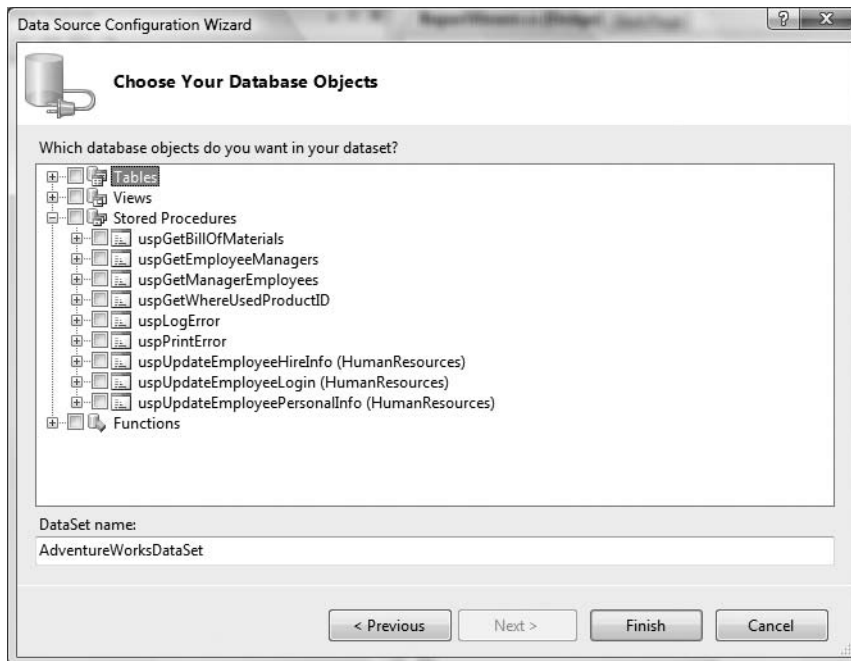 Data Source Configuration Wizard
Choose Your Database Objects
Which database objects do you want in your dataset?
Tables
Views
Stored Procedures
uspGetBillOfMaterials
uspGetEmployeeManagers
uspGetManagerEmployees
uspGetWhereUsedProductID
uspLogError
uspPrintError
uspUpdateEmployeeHireInfo (HumanResources)
uspUpdateEmployeeLogin (HumanResources)
uspUpdateEmployeePersonalInfo (HumanResources)
Functions
DataSet name:
AdventureWorksDataSet
< Previous
Next >
Finish
Cancel